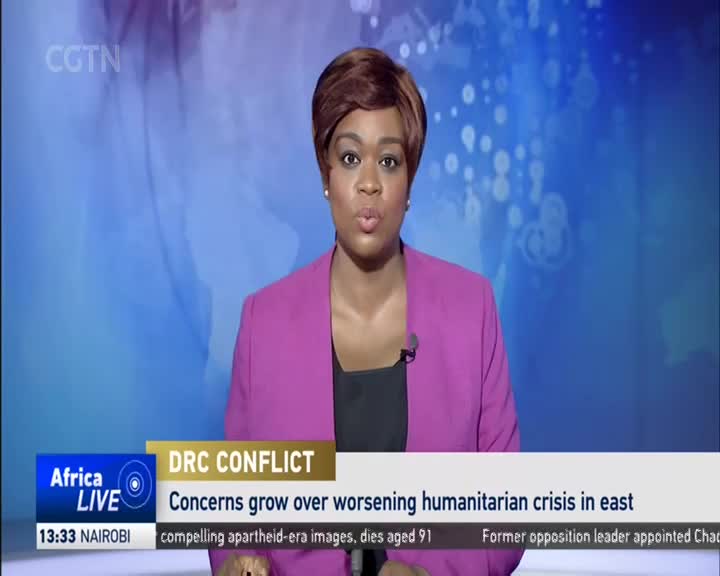 CGTN
DRC CONFLICT
Africa
LIVE
Concerns grow over worsening humanitarian crisis in east
13:33 NAIROBI
compelling apartheid-era images, dies aged 91 Former opposition leader appointed Chad